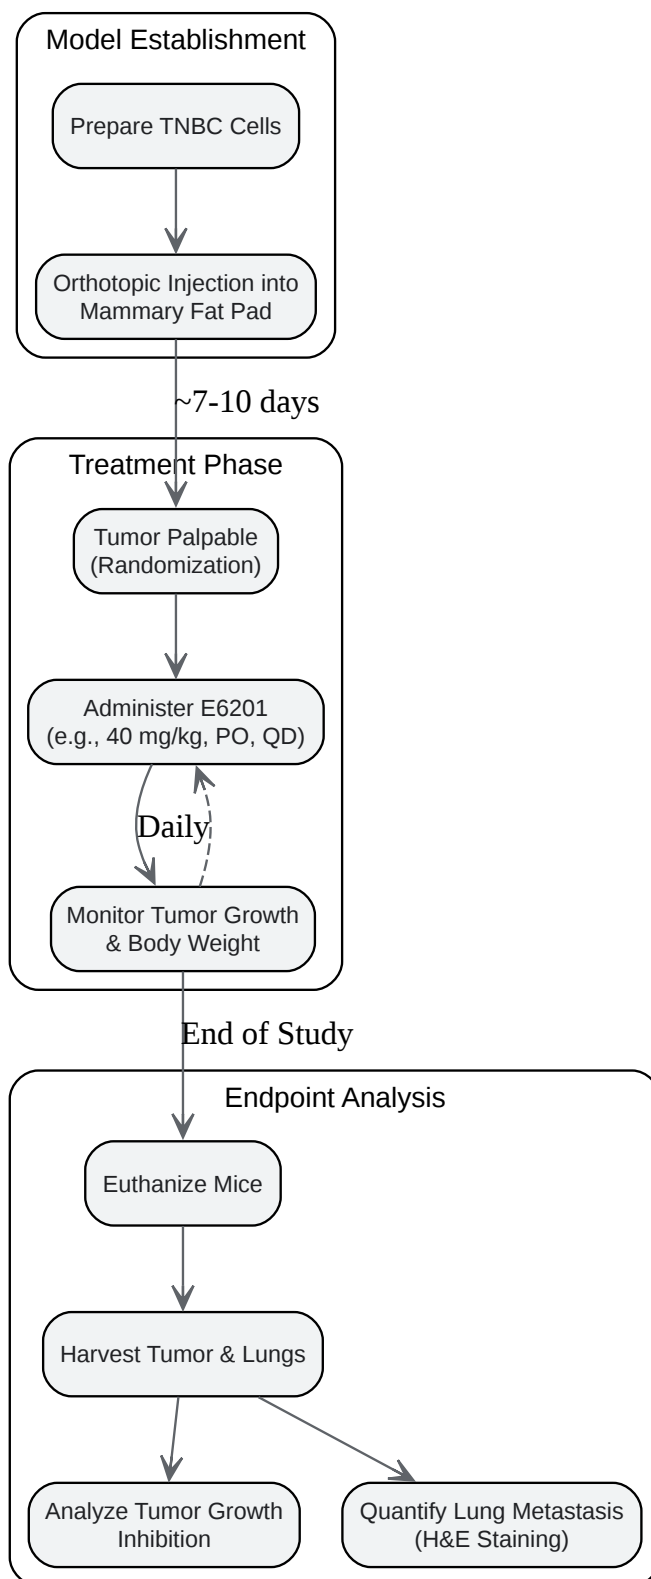 Model Establishment
Prepare TNBC Cells
Orthotopic Injection into
Mammary Fat Pad
~7-10 days
Treatment Phase
Tumor Palpable
(Randomization)
Administer E6201
(e.g., 40 mg/kg, PO, QD)
Daily
Monitor Tumor Growth
& Body Weight
End of Study
Endpoint Analysis
Euthanize Mice
Harvest Tumor & Lungs
Analyze Tumor Growth
Inhibition
Quantify Lung Metastasis
(H&E Staining)